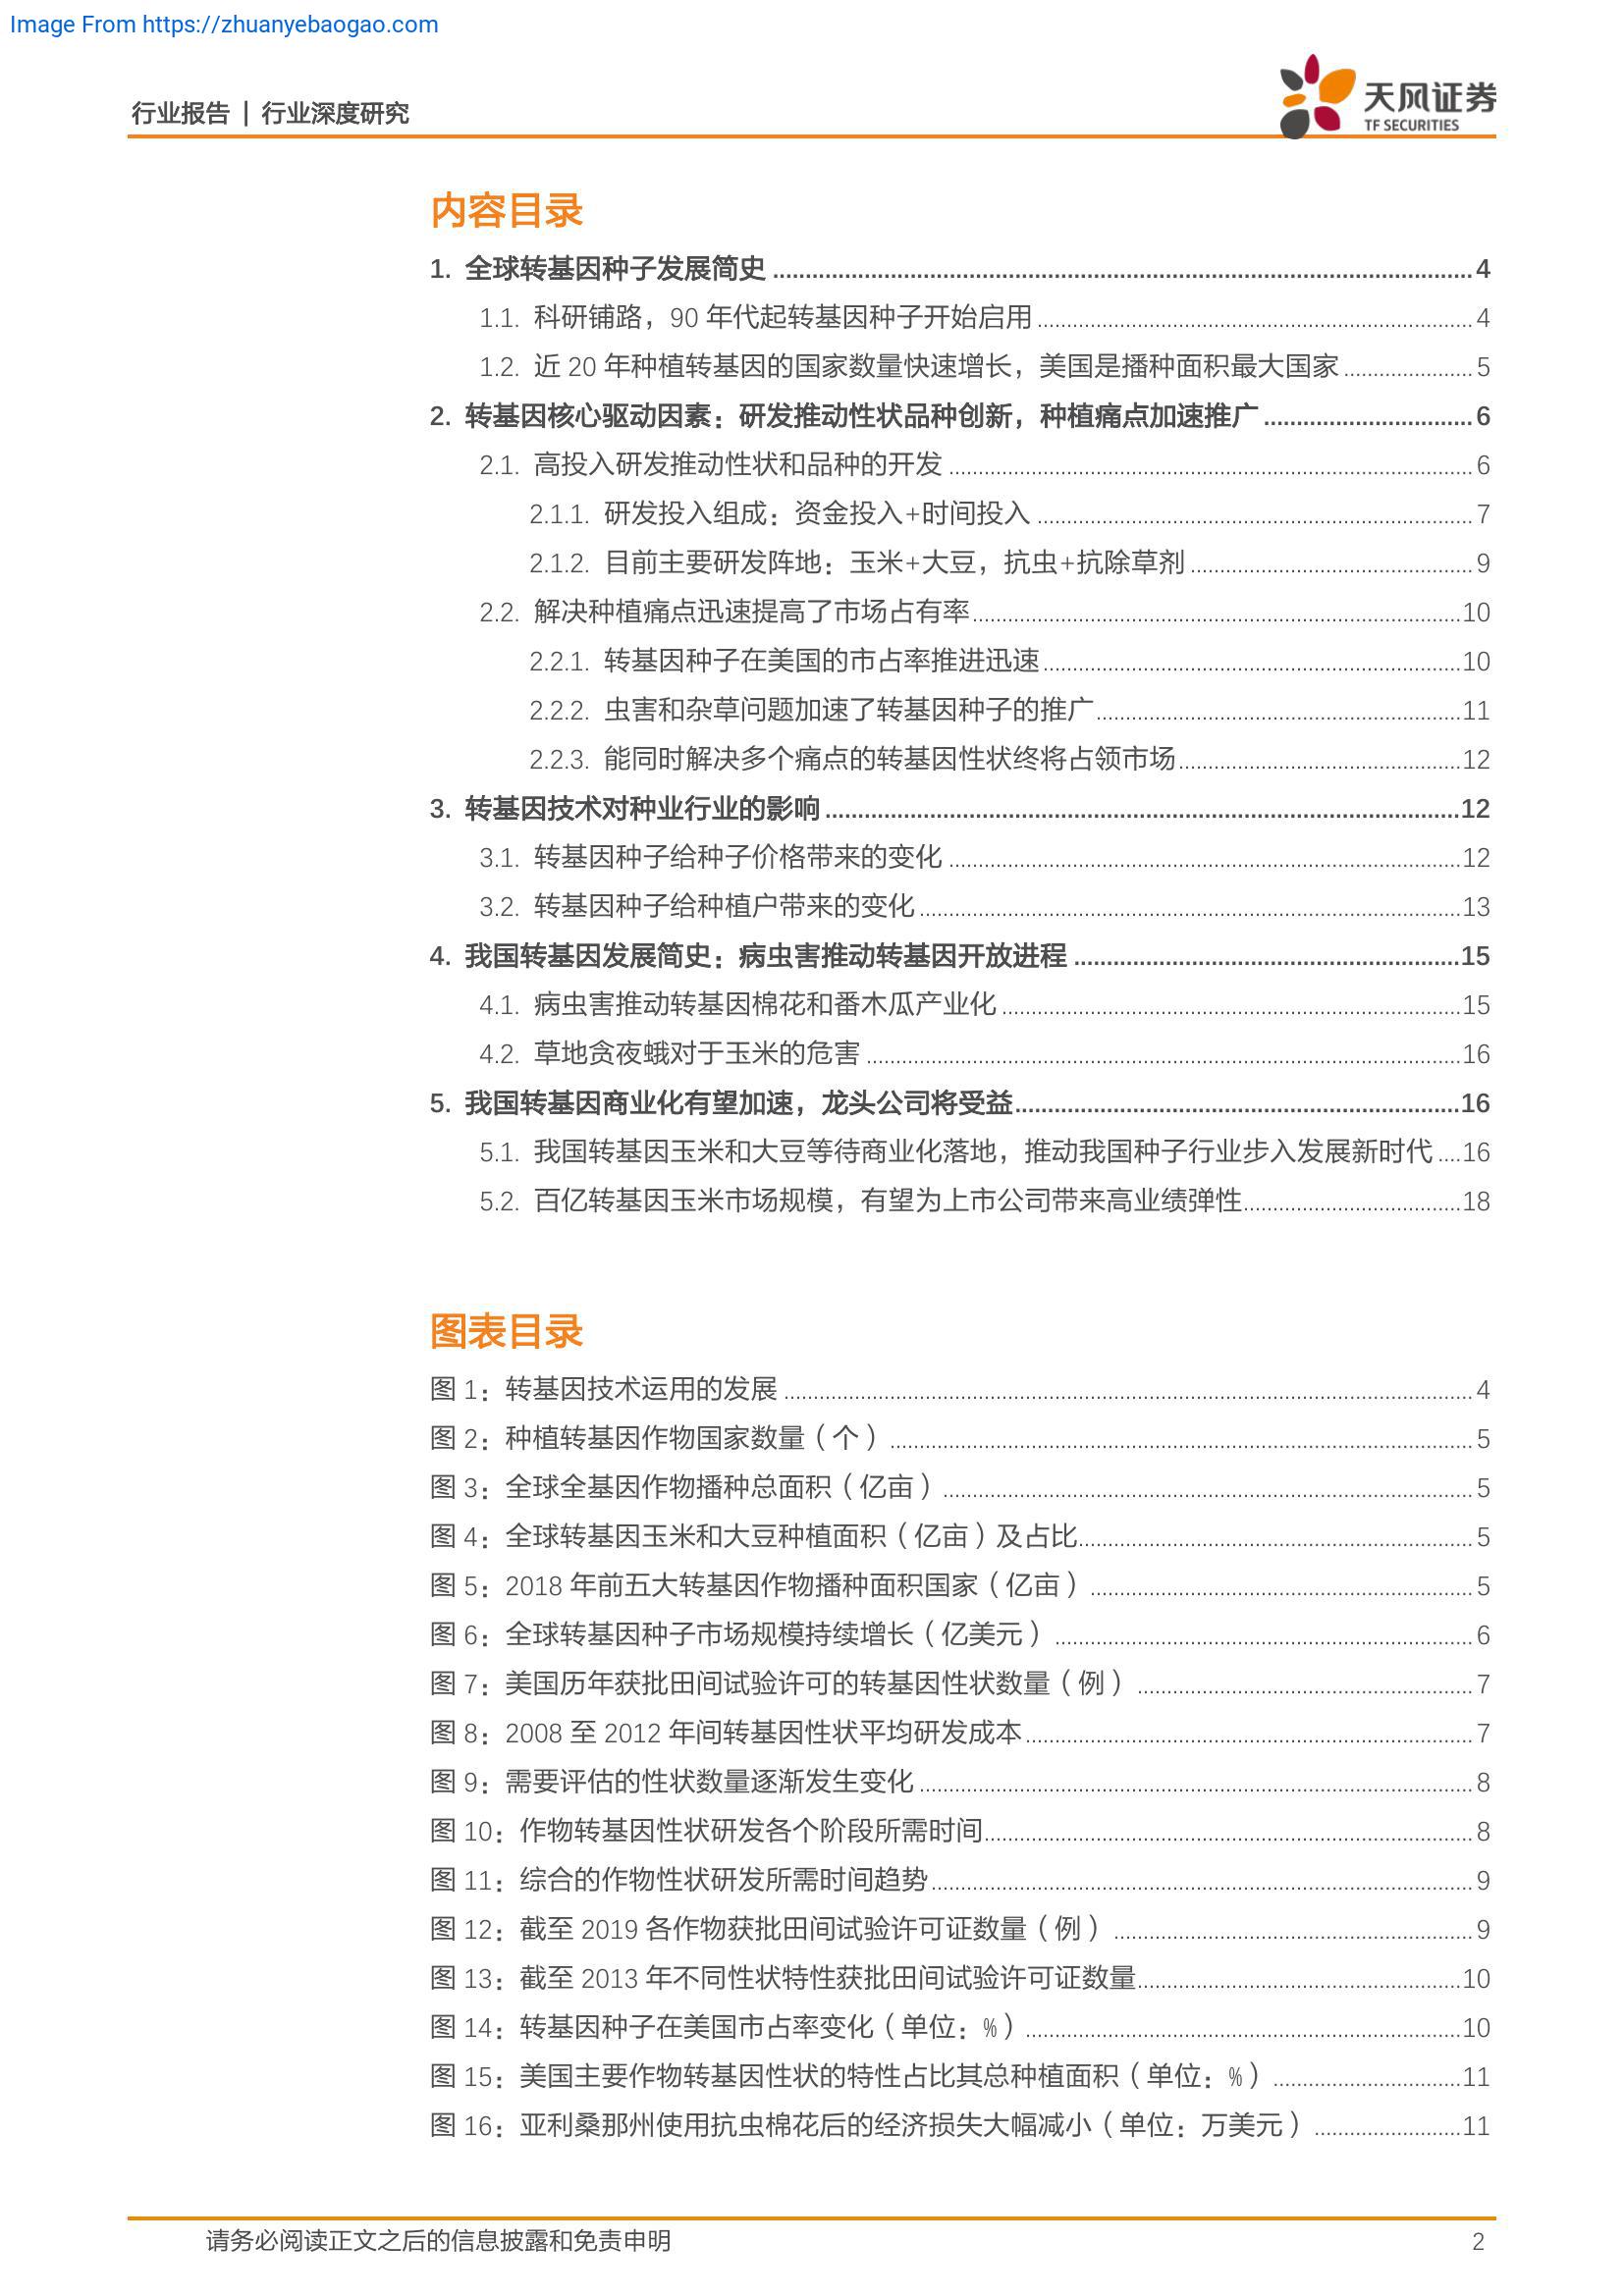 Image From https://zhuanyebaogao.com
行业报告 | 行业深度研究
天风证券
TF SECURITIES
内容目录
1. 全球转基因种子发展简史 ........ 4
1.1. 科研铺路，90 年代起转基因种子开始启用 ........ 4
1.2. 近 20 年种植转基因的国家数量快速增长，美国是播种面积最大国家 ........ 5
2. 转基因核心驱动因素：研发推动性状品种创新，种植痛点加速推广 ........ 6
2.1. 高投入研发推动性状和品种的开发 ........ 6
2.1.1. 研发投入组成：资金投入+时间投入 ........ 7
2.1.2. 目前主要研发阵地：玉米+大豆，抗虫+抗除草剂 ........ 9
2.2. 解决种植痛点迅速提高了市场占有率 ........ 10
2.2.1. 转基因种子在美国的市占率推进迅速 ........ 10
2.2.2. 虫害和杂草问题加速了转基因种子的推广 ........ 11
2.2.3. 能同时解决多个痛点的转基因性状终将占领市场 ........ 12
3. 转基因技术对种业行业的影响 ........ 12
3.1. 转基因种子给种子价格带来的变化 ........ 12
3.2. 转基因种子给种植户带来的变化 ........ 13
4. 我国转基因发展简史：病虫害推动转基因开放进程 ........ 15
4.1. 病虫害推动转基因棉花和番木瓜产业化 ........ 15
4.2. 草地贪夜蛾对于玉米的危害 ........ 16
5. 我国转基因商业化有望加速，龙头公司将受益 ........ 16
5.1. 我国转基因玉米和大豆等待商业化落地，推动我国种子行业步入发展新时代 .... 16
5.2. 百亿转基因玉米市场规模，有望为上市公司带来高业绩弹性 ........ 18
图表目录
图 1：转基因技术运用的发展 ........ 4
图 2：种植转基因作物国家数量（个） ........ 5
图 3：全球全基因作物播种总面积（亿亩） ........ 5
图 4：全球转基因玉米和大豆种植面积（亿亩）及占比 ........ 5
图 5：2018 年前五大转基因作物播种面积国家（亿亩） ........ 5
图 6：全球转基因种子市场规模持续增长（亿美元） ........ 6
图 7：美国历年获批田间试验许可的转基因性状数量（例） ........ 7
图 8：2008 至 2012 年间转基因性状平均研发成本 ........ 7
图 9：需要评估的性状数量逐渐发生变化 ........ 8
图 10：作物转基因性状研发各个阶段所需时间 ........ 8
图 11：综合的作物性状研发所需时间趋势 ........ 9
图 12：截至 2019 各作物获批田间试验许可证数量（例） ........ 9
图 13：截至 2013 年不同性状特性获批田间试验许可证数量 ........ 10
图 14：转基因种子在美国市占率变化（单位：%） ........ 10
图 15：美国主要作物转基因性状的特性占比其总种植面积（单位：%） ........ 11
图 16：亚利桑那州使用抗虫棉花后的经济损失大幅减小（单位：万美元） ........ 11
请务必阅读正文之后的信息披露和免责申明 2